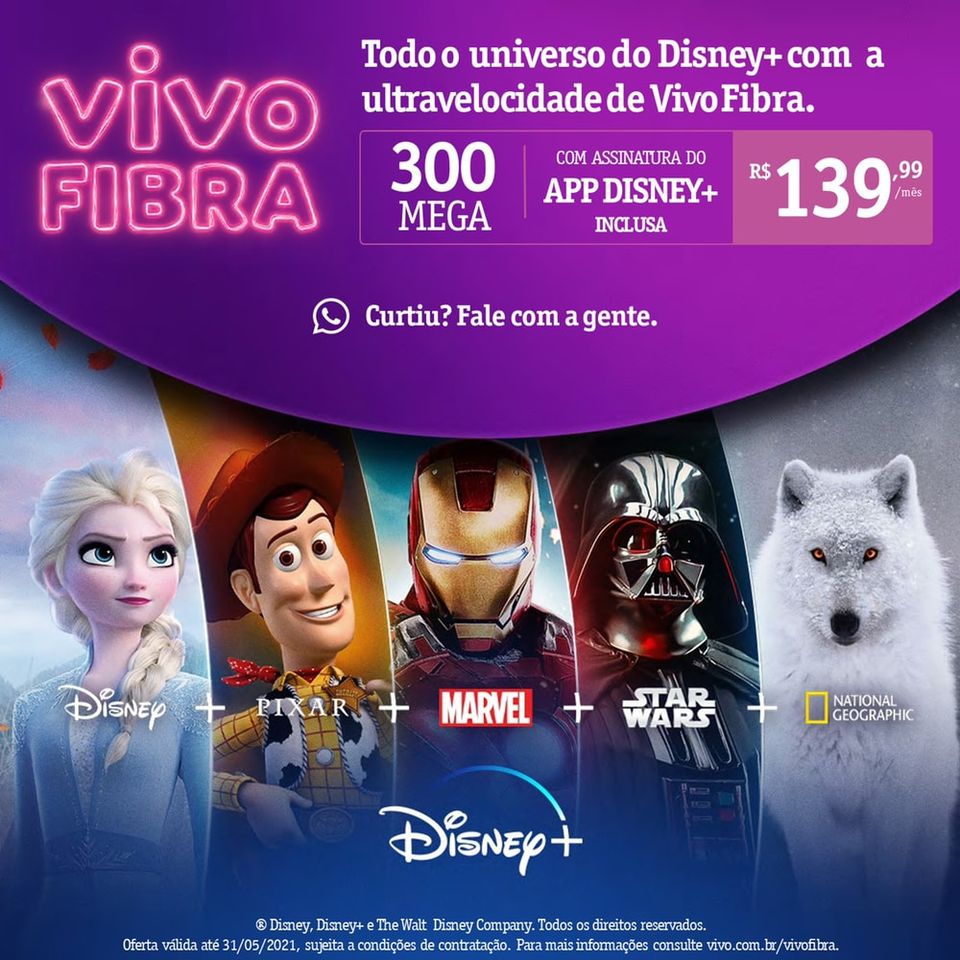 vivo
FIBRA
Todo o universo do Disney+ com a
ultravelocidade de Vivo Fibra.
300
MEGA
COM ASSINATURA DO
APP DISNEY+
INCLUSA
R$ 139,99
/mês
Curtiu? Fale com a gente.
Disney + PIXAR + MARVEL + STAR WARS + NATIONAL GEOGRAPHIC
SHERIFF
Disney+
® Disney, Disney+ e The Walt Disney Company. Todos os direitos reservados.
Oferta válida até 31/05/2021, sujeita a condições de contratação. Para mais informações consulte vivo.com.br/vivofibra.